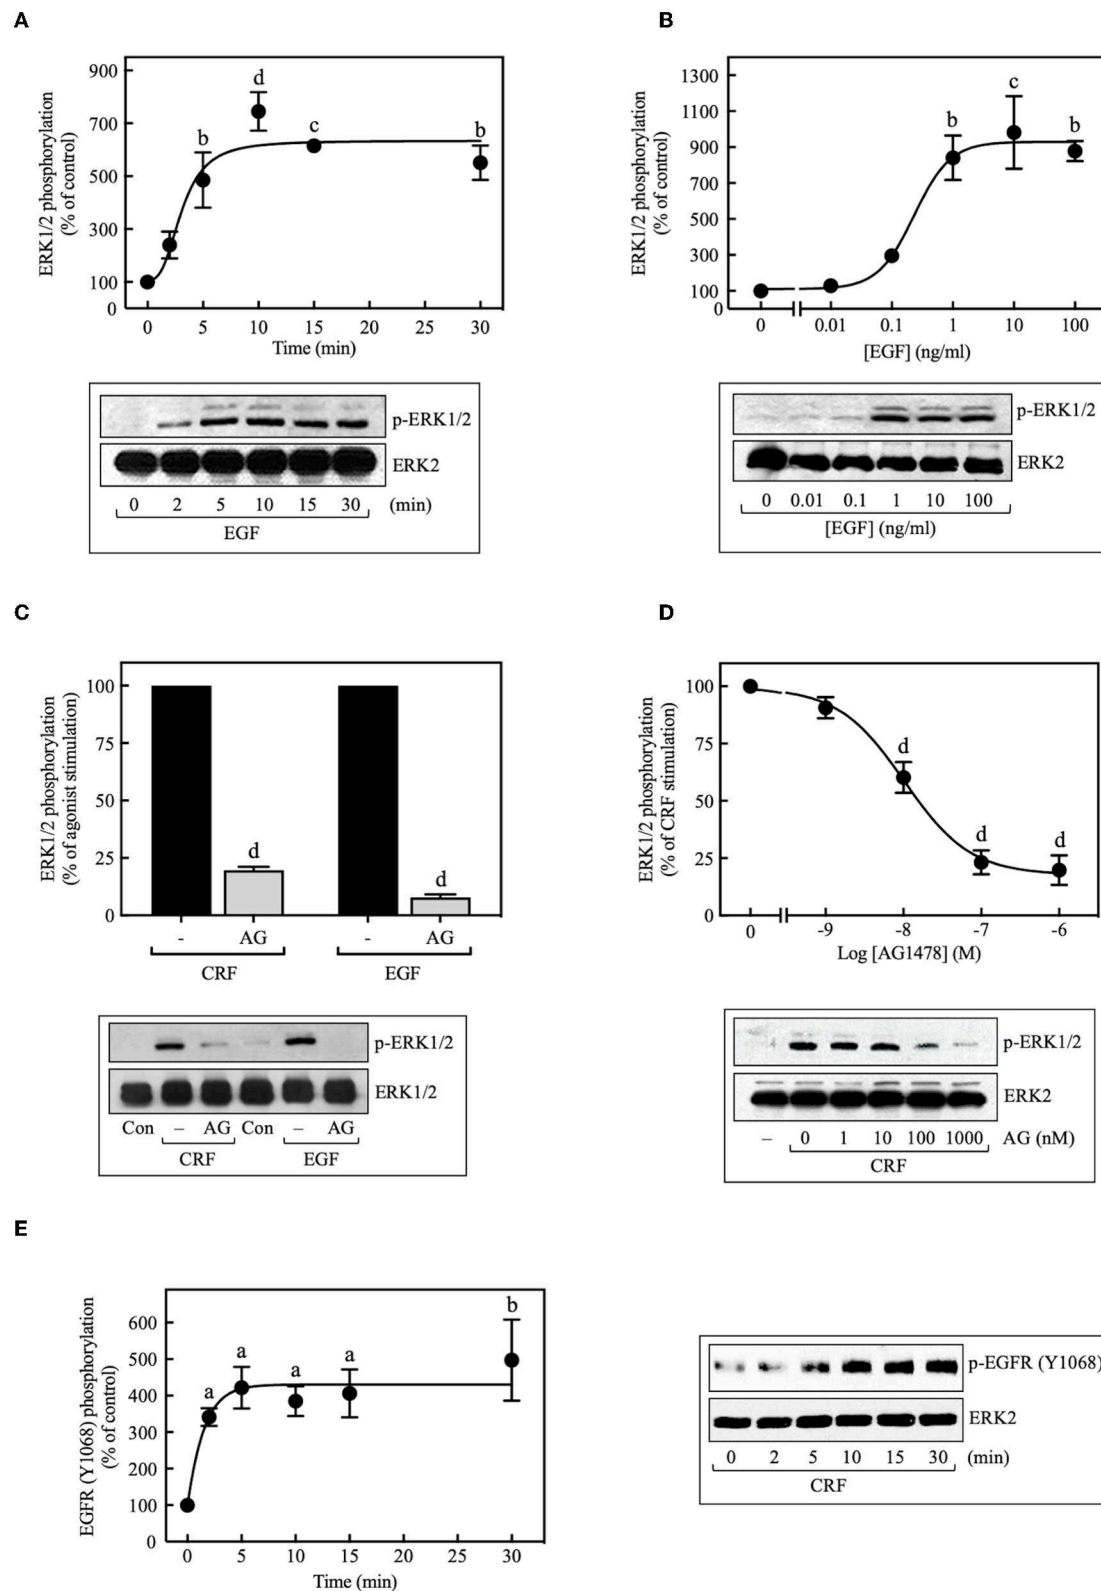 A
ERK1/2 phosphorylation
(% of control)
900
700
500
300
100
0
b
d
c
b
0 5 10 15 20 25 30
Time (min)
p-ERK1/2
ERK2
0 2 5 10 15 30 (min)
EGF
B
ERK1/2 phosphorylation
(% of control)
1300
1100
900
700
500
300
100
0
b
c
b
0 0.01 0.1 1 10 100
[EGF] (ng/ml)
p-ERK1/2
ERK2
0 0.01 0.1 1 10 100
[EGF] (ng/ml)
C
ERK1/2 phosphorylation
(% of agonist stimulation)
100
75
50
25
0
d
d
- AG - AG
CRF EGF
p-ERK1/2
ERK1/2
Con – AG Con – AG
CRF EGF
D
ERK1/2 phosphorylation
(% of CRF stimulation)
100
75
50
25
0
d
d
d
0 -9 -8 -7 -6
Log [AG1478] (M)
p-ERK1/2
ERK2
– 0 1 10 100 1000 AG (nM)
CRF
E
EGFR (Y1068) phosphorylation
(% of control)
600
500
400
300
200
100
0
a
a
a
a
b
0 5 10 15 20 25 30
Time (min)
p-EGFR (Y1068)
ERK2
0 2 5 10 15 30 (min)
CRF